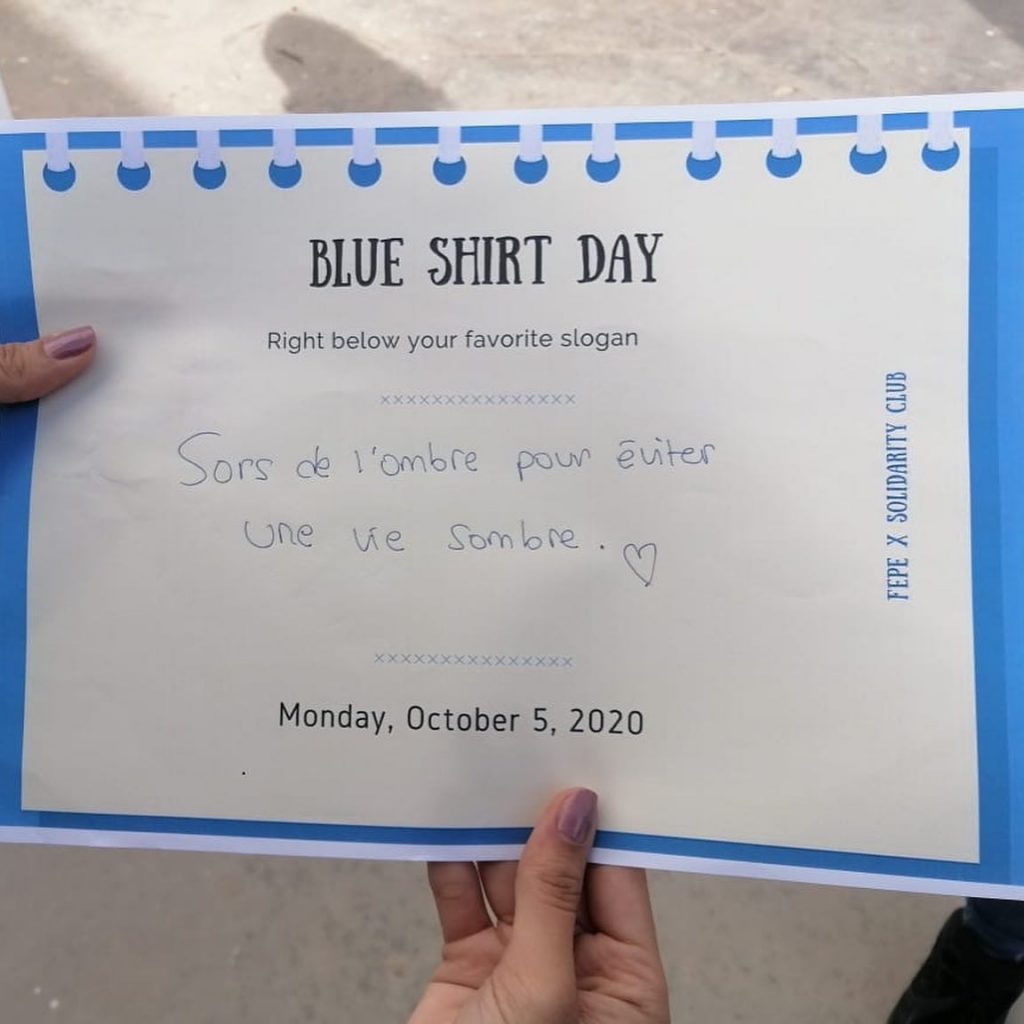 BLUE SHIRT DAY
Right below your favorite slogan
xxxxxxxxxxxxxxx
Sors de l'ombre pour éviter
une vie sombre. ♡
xxxxxxxxxxxxxxx
Monday, October 5, 2020
FEPE X SOLIDARITY CLUB